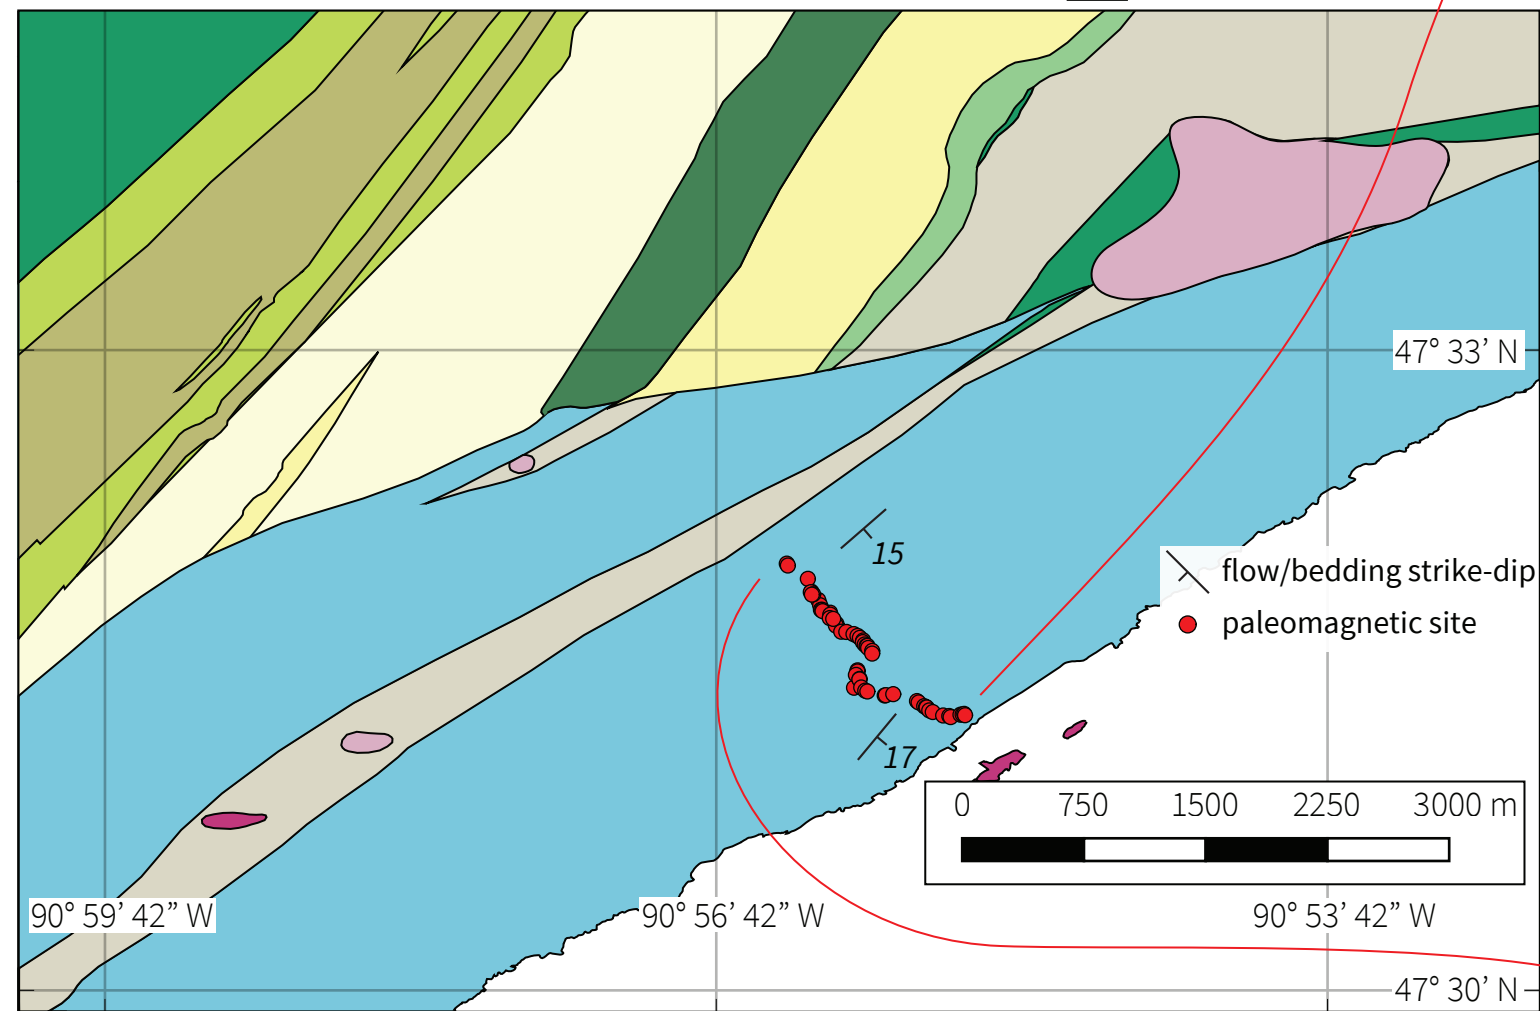 47° 33’ N
15
flow/bedding strike-dip
paleomagnetic site
17
0 750 1500 2250 3000 m
90° 59’ 42” W 90° 56’ 42” W 90° 53’ 42” W
47° 30’ N